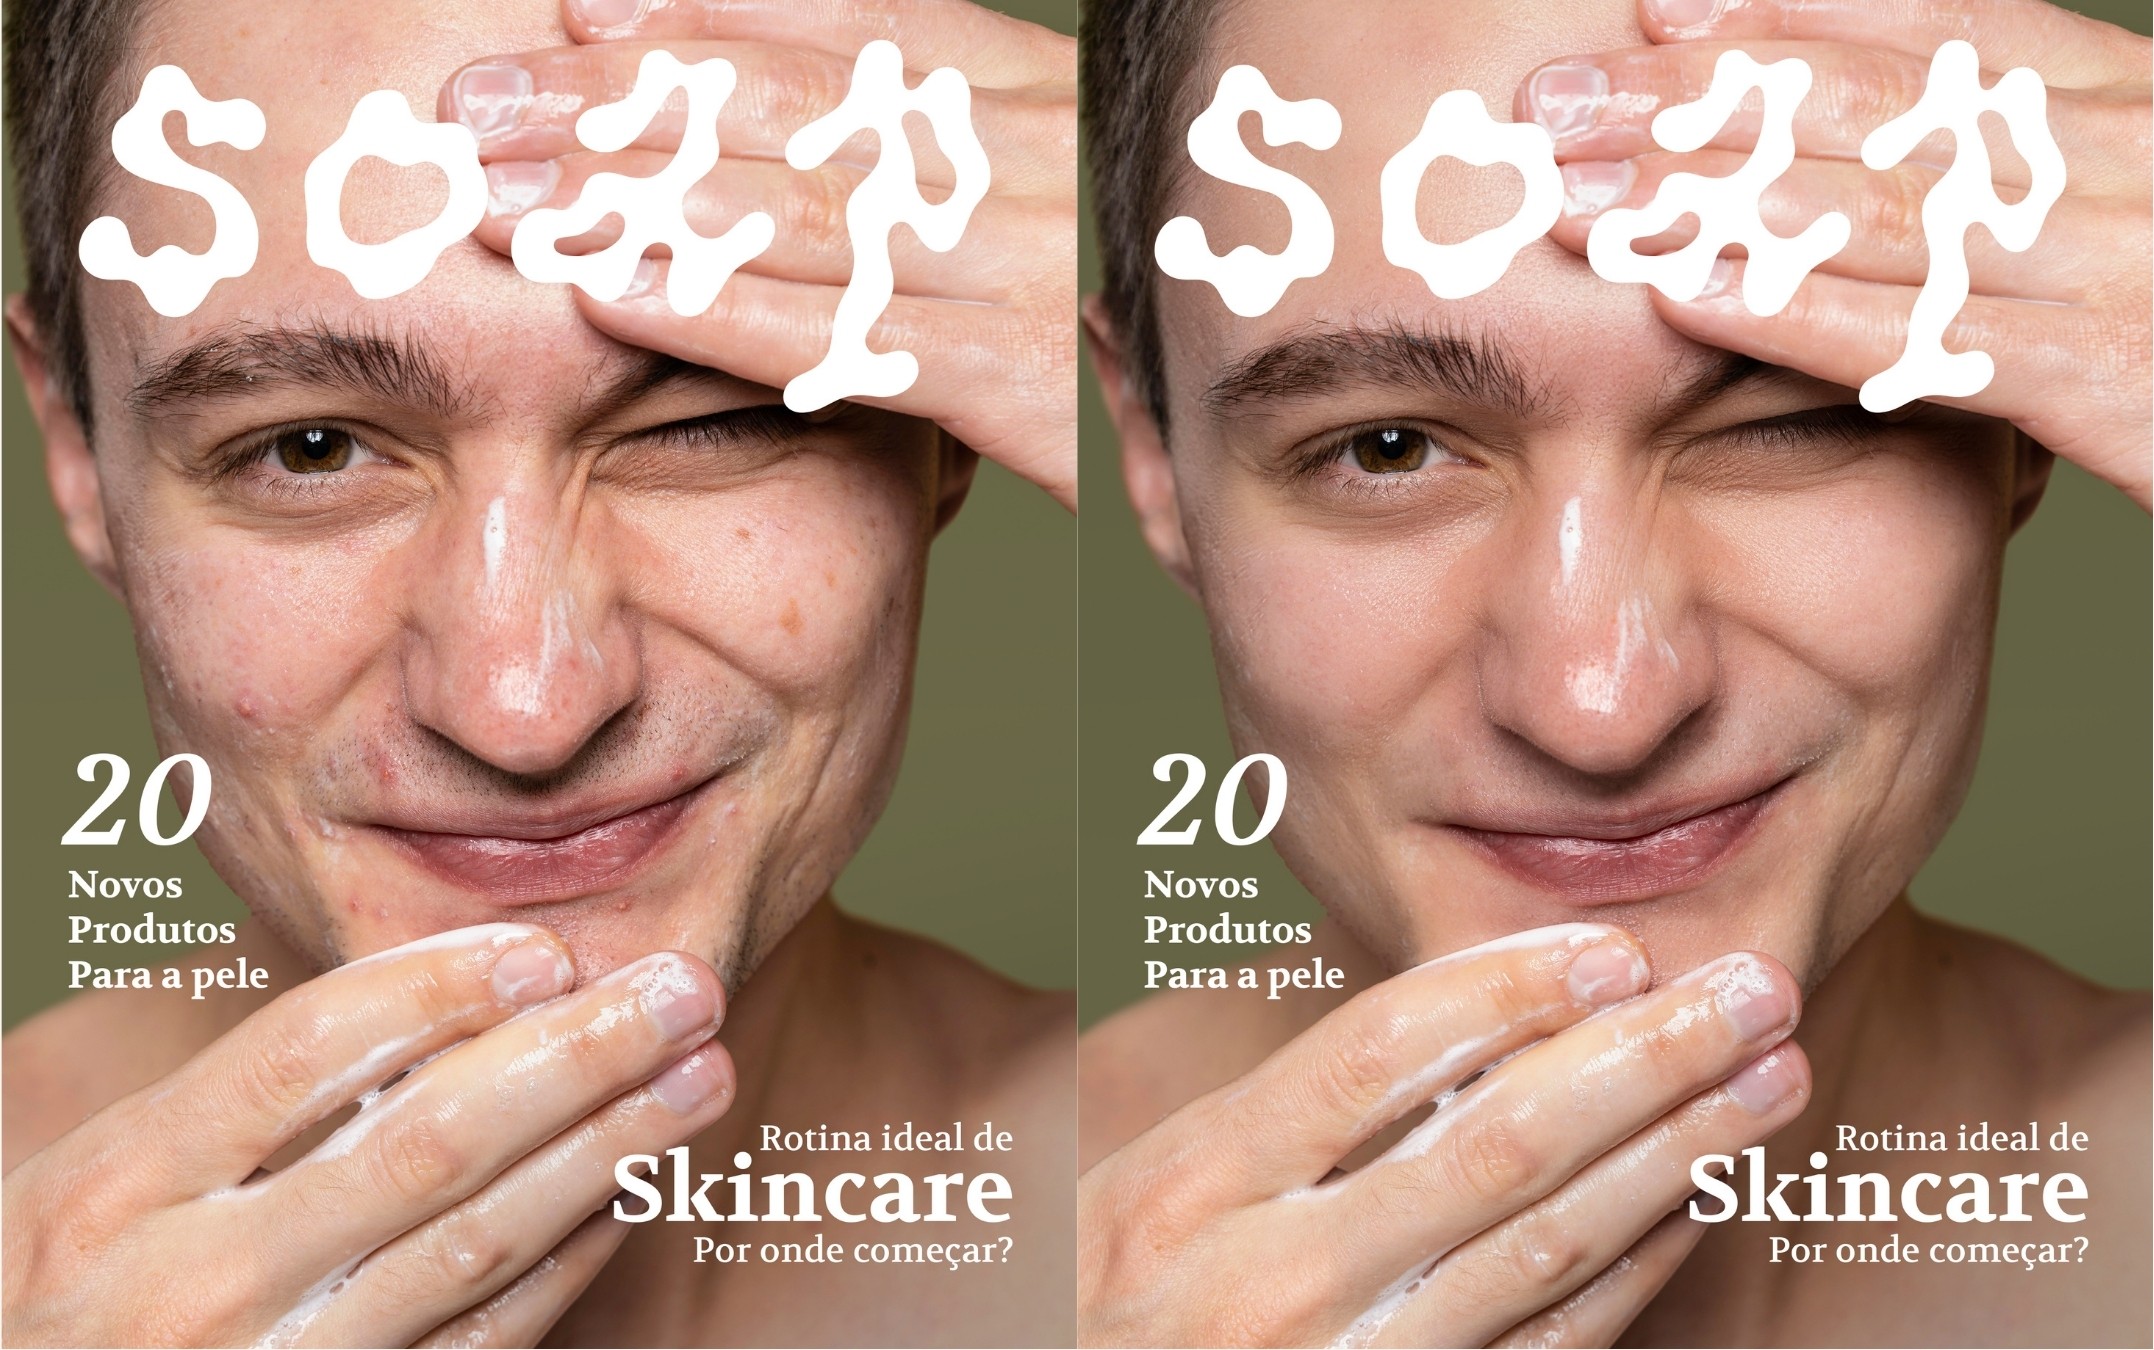 soap
20
Novos
Produtos
Para a pele
Rotina ideal de
Skincare
Por onde começar?
soap
20
Novos
Produtos
Para a pele
Rotina ideal de
Skincare
Por onde começar?